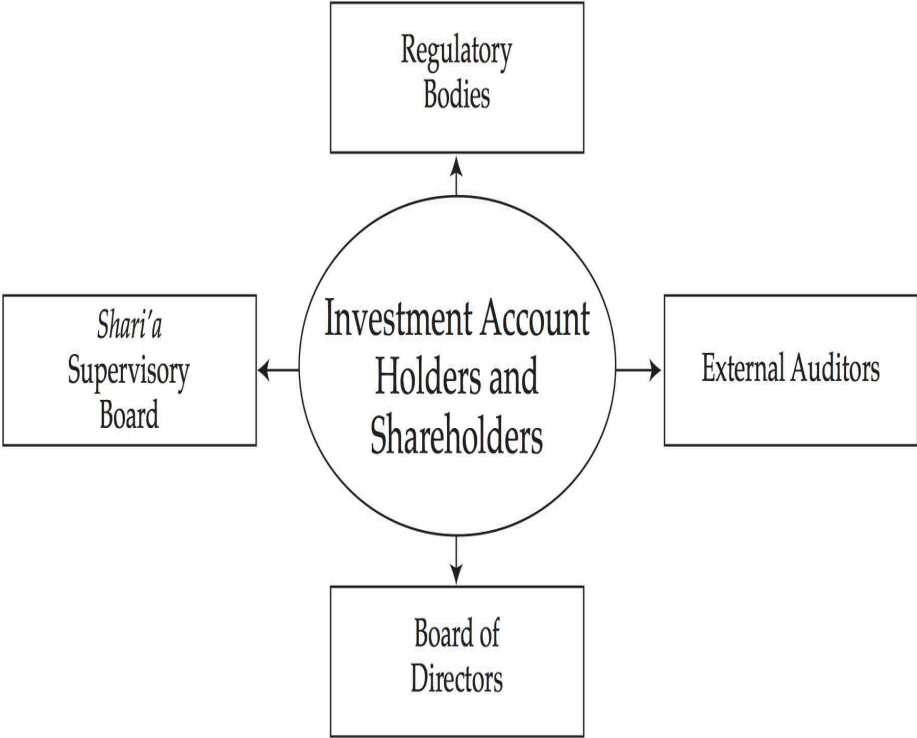 Regulatory
Bodies
Shari'a
Supervisory
Board
Investment Account
Holders and
Shareholders
External Auditors
Board of
Directors